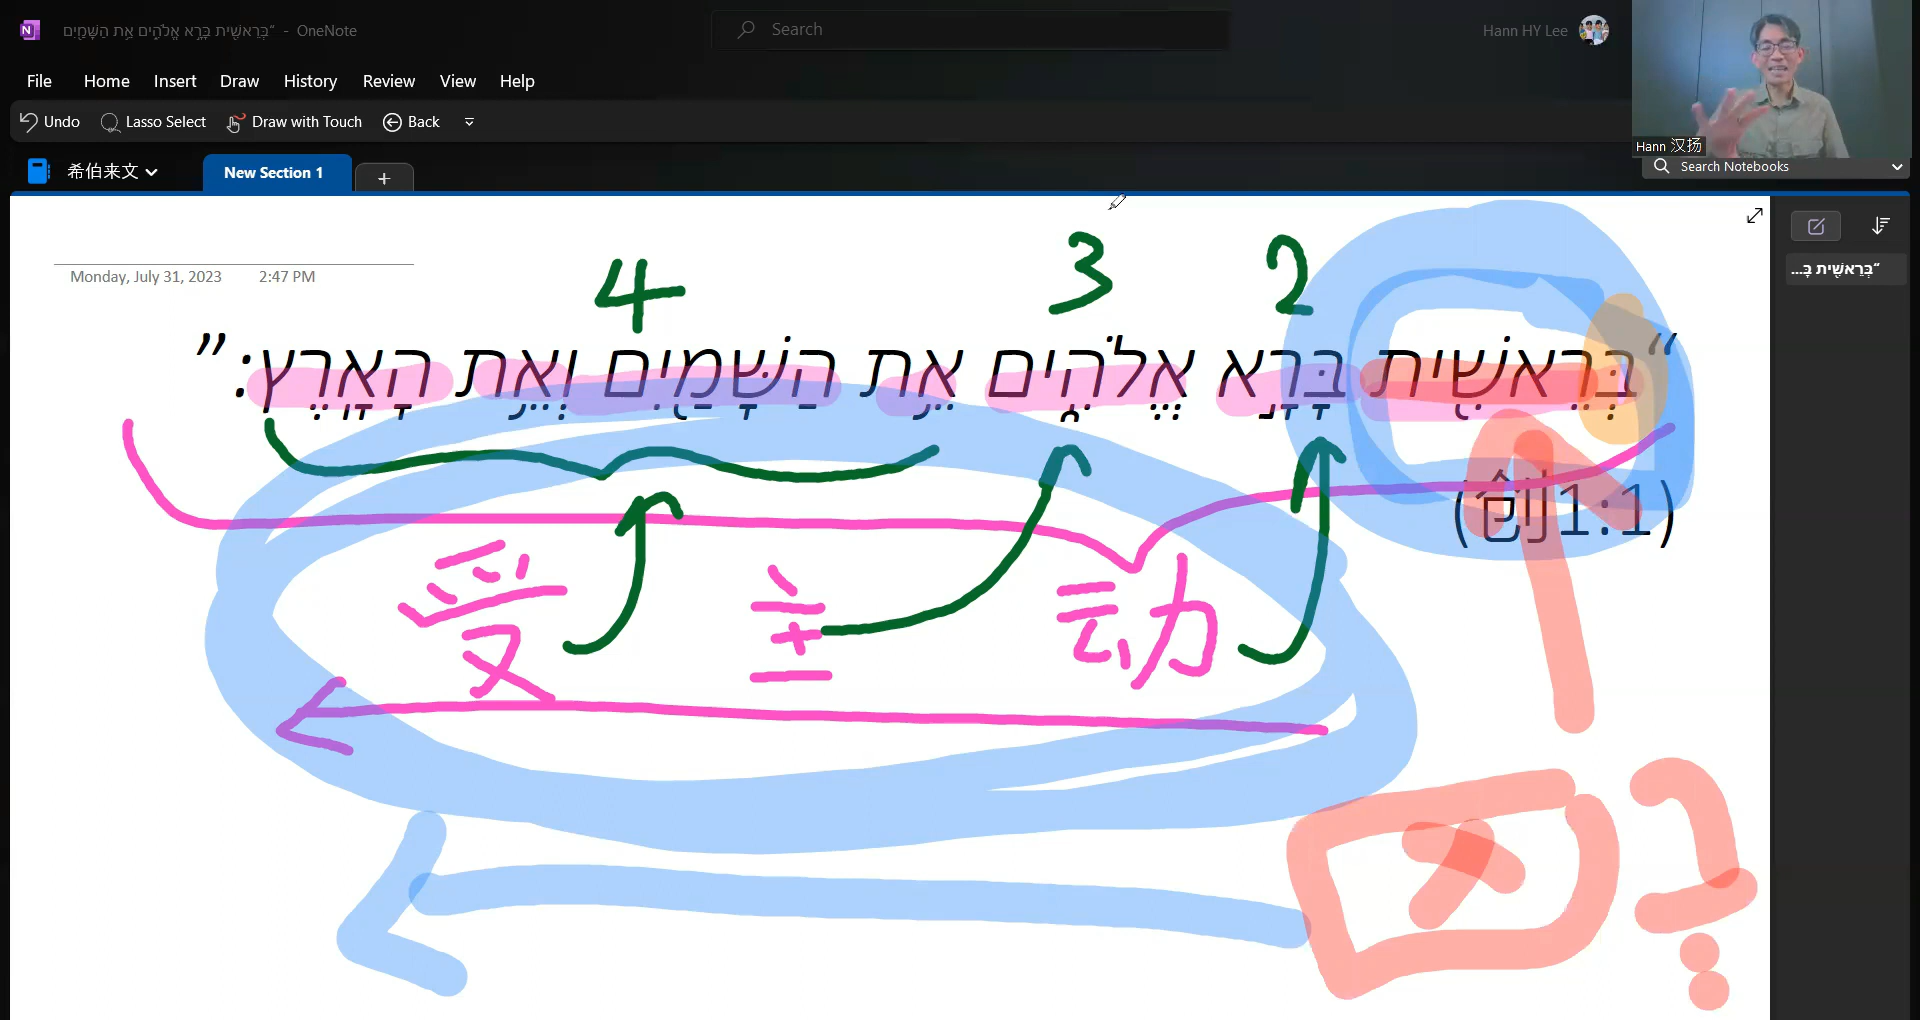 "בְּרֵאשִׁ֖ית בָּרָ֣א אֱלֹהִ֑ים אֵ֥ת הַשָּׁמַ֖יִם - OneNote
Search
Hann HY Lee
File Home Insert Draw History Review View Help
Undo Lasso Select Draw with Touch Back
Hann 汉扬
希伯来文 New Section 1 +
Search Notebooks
Monday, July 31, 2023 2:47 PM
"בְּרֵאשִׁ֖ית בָּ...
4 3 2
"בְּרֵאשִׁ֖ית בָּרָ֣א אֱלֹהִ֑ים אֵ֥ת הַשָּׁמַ֖יִם וְאֵ֥ת הָאָֽרֶץ׃"
(创1:1)
受 主 动
?